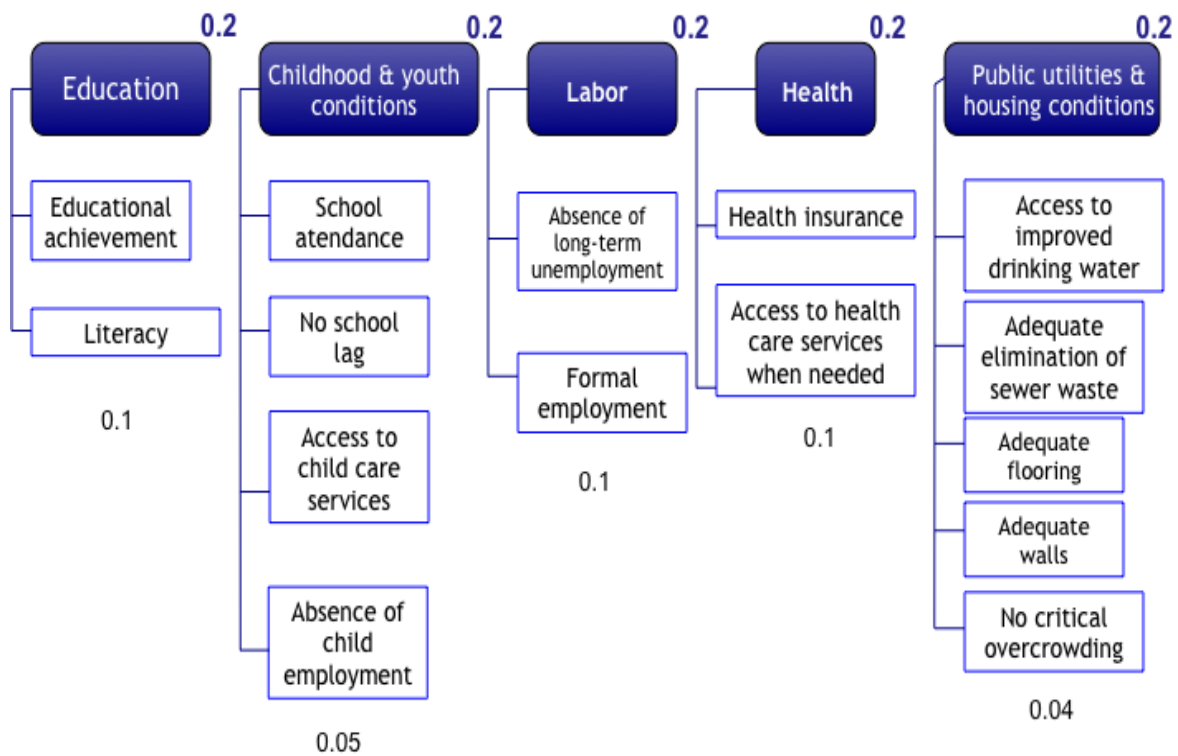 0.2
Education
Educational
achievement
Literacy
0.1
0.2
Childhood & youth
conditions
School
atendance
No school
lag
Access to
child care
services
Absence of
child
employment
0.05
0.2
Labor
Absence of
long-term
unemployment
Formal
employment
0.1
0.2
Health
Health insurance
Access to health
care services
when needed
0.1
0.2
Public utilities &
housing conditions
Access to
improved
drinking water
Adequate
elimination of
sewer waste
Adequate
flooring
Adequate
walls
No critical
overcrowding
0.04